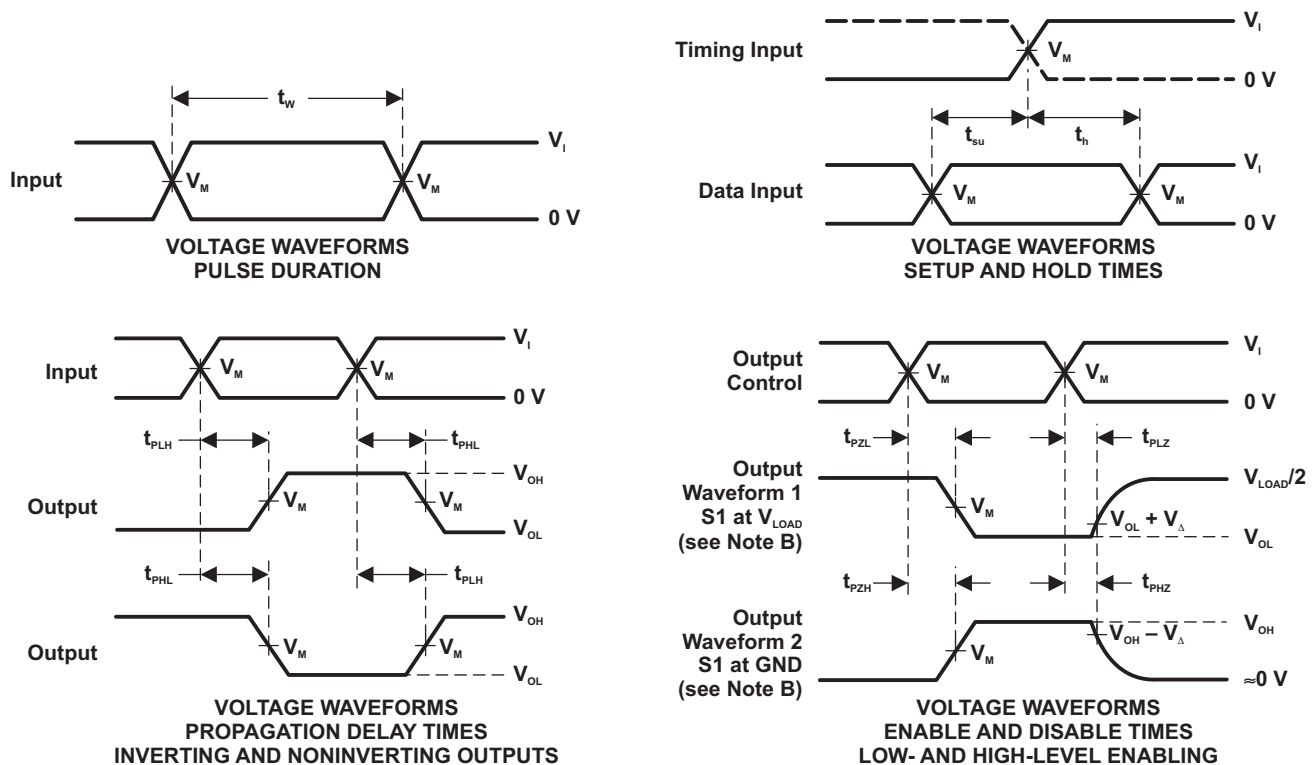 t_w
V_I
Input
V_M
V_M
0 V
VOLTAGE WAVEFORMS
PULSE DURATION
Timing Input
V_I
V_M
0 V
t_su
t_h
Data Input
V_I
V_M
V_M
0 V
VOLTAGE WAVEFORMS
SETUP AND HOLD TIMES
Input
V_I
V_M
V_M
0 V
t_PLH
t_PHL
Output
V_OH
V_M
V_M
V_OL
t_PHL
t_PLH
Output
V_OH
V_M
V_M
V_OL
VOLTAGE WAVEFORMS
PROPAGATION DELAY TIMES
INVERTING AND NONINVERTING OUTPUTS
Output
Control
V_I
V_M
V_M
0 V
t_PZL
t_PLZ
Output
Waveform 1
S1 at V_LOAD
(see Note B)
V_LOAD/2
V_M
V_OL + V_Δ
V_OL
t_PZH
t_PHZ
Output
Waveform 2
S1 at GND
(see Note B)
V_OH
V_M
V_OH – V_Δ
≈0 V
VOLTAGE WAVEFORMS
ENABLE AND DISABLE TIMES
LOW- AND HIGH-LEVEL ENABLING